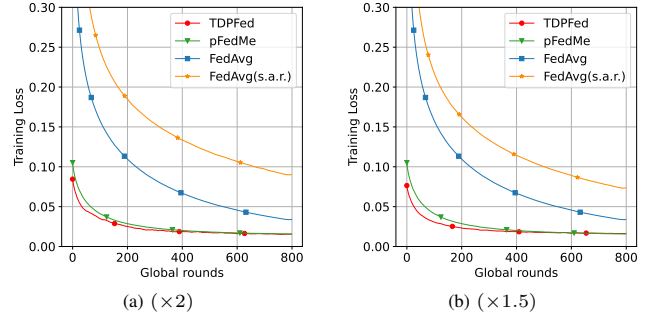 0.30
0.25
0.20
0.15
0.10
0.05
0.00
Training Loss
TDPFed
pFedMe
FedAvg
FedAvg(s.a.r.)
0 200 400 600 800
Global rounds
(a) (×2)
0.30
0.25
0.20
0.15
0.10
0.05
0.00
Training Loss
TDPFed
pFedMe
FedAvg
FedAvg(s.a.r.)
0 200 400 600 800
Global rounds
(b) (×1.5)